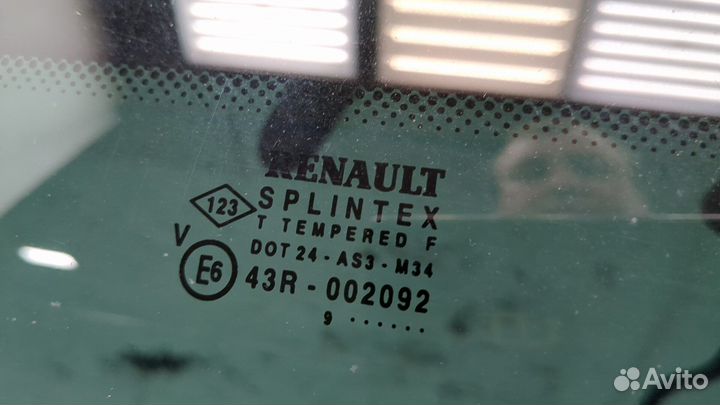 RENAULT
123 SPLINTEX
T TEMPERED F
V DOT 24 - AS3 - M34
E6 43R - 002092
9 ......
Avito